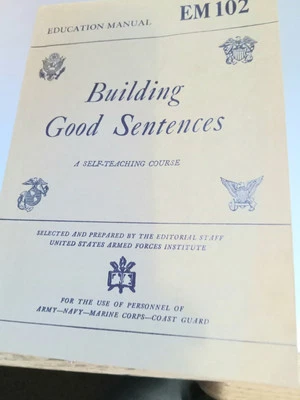 EDUCATION MANUAL EM 102
Building
Good Sentences
A SELF-TEACHING COURSE
SELECTED AND PREPARED BY THE EDITORIAL STAFF
UNITED STATES ARMED FORCES INSTITUTE
FOR THE USE OF PERSONNEL OF
ARMY—NAVY—MARINE CORPS—COAST GUARD